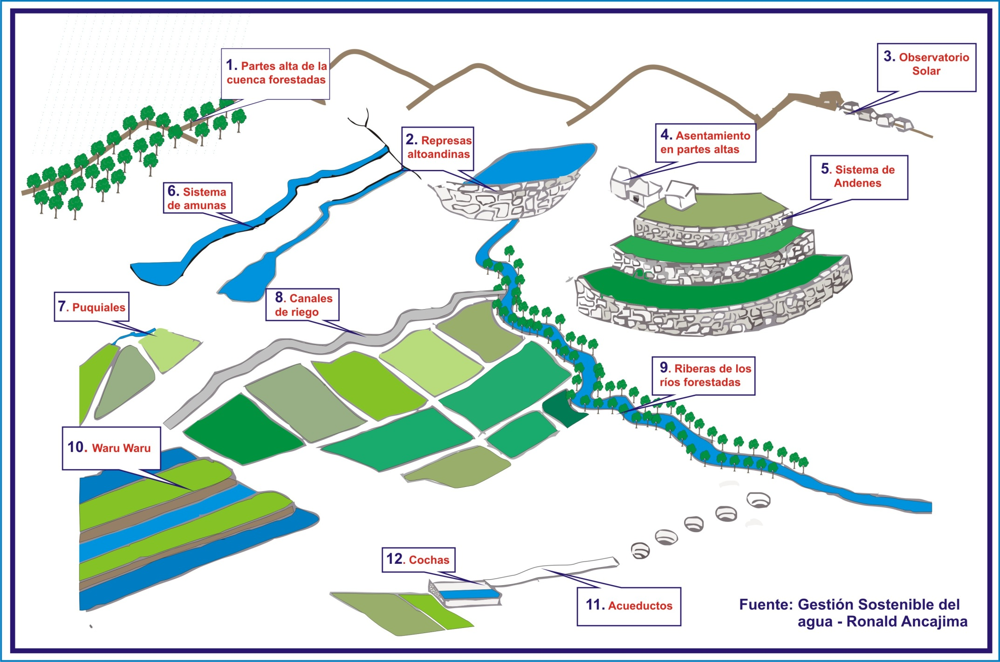 1. Partes alta de la
cuenca forestadas
2. Represas
altoandinas
3. Observatorio
Solar
4. Asentamiento
en partes altas
5. Sistema de
Andenes
6. Sistema
de amunas
7. Puquiales
8. Canales
de riego
9. Riberas de los
ríos forestadas
10. Waru Waru
12. Cochas
11. Acueductos
Fuente: Gestión Sostenible del
agua - Ronald Ancajima